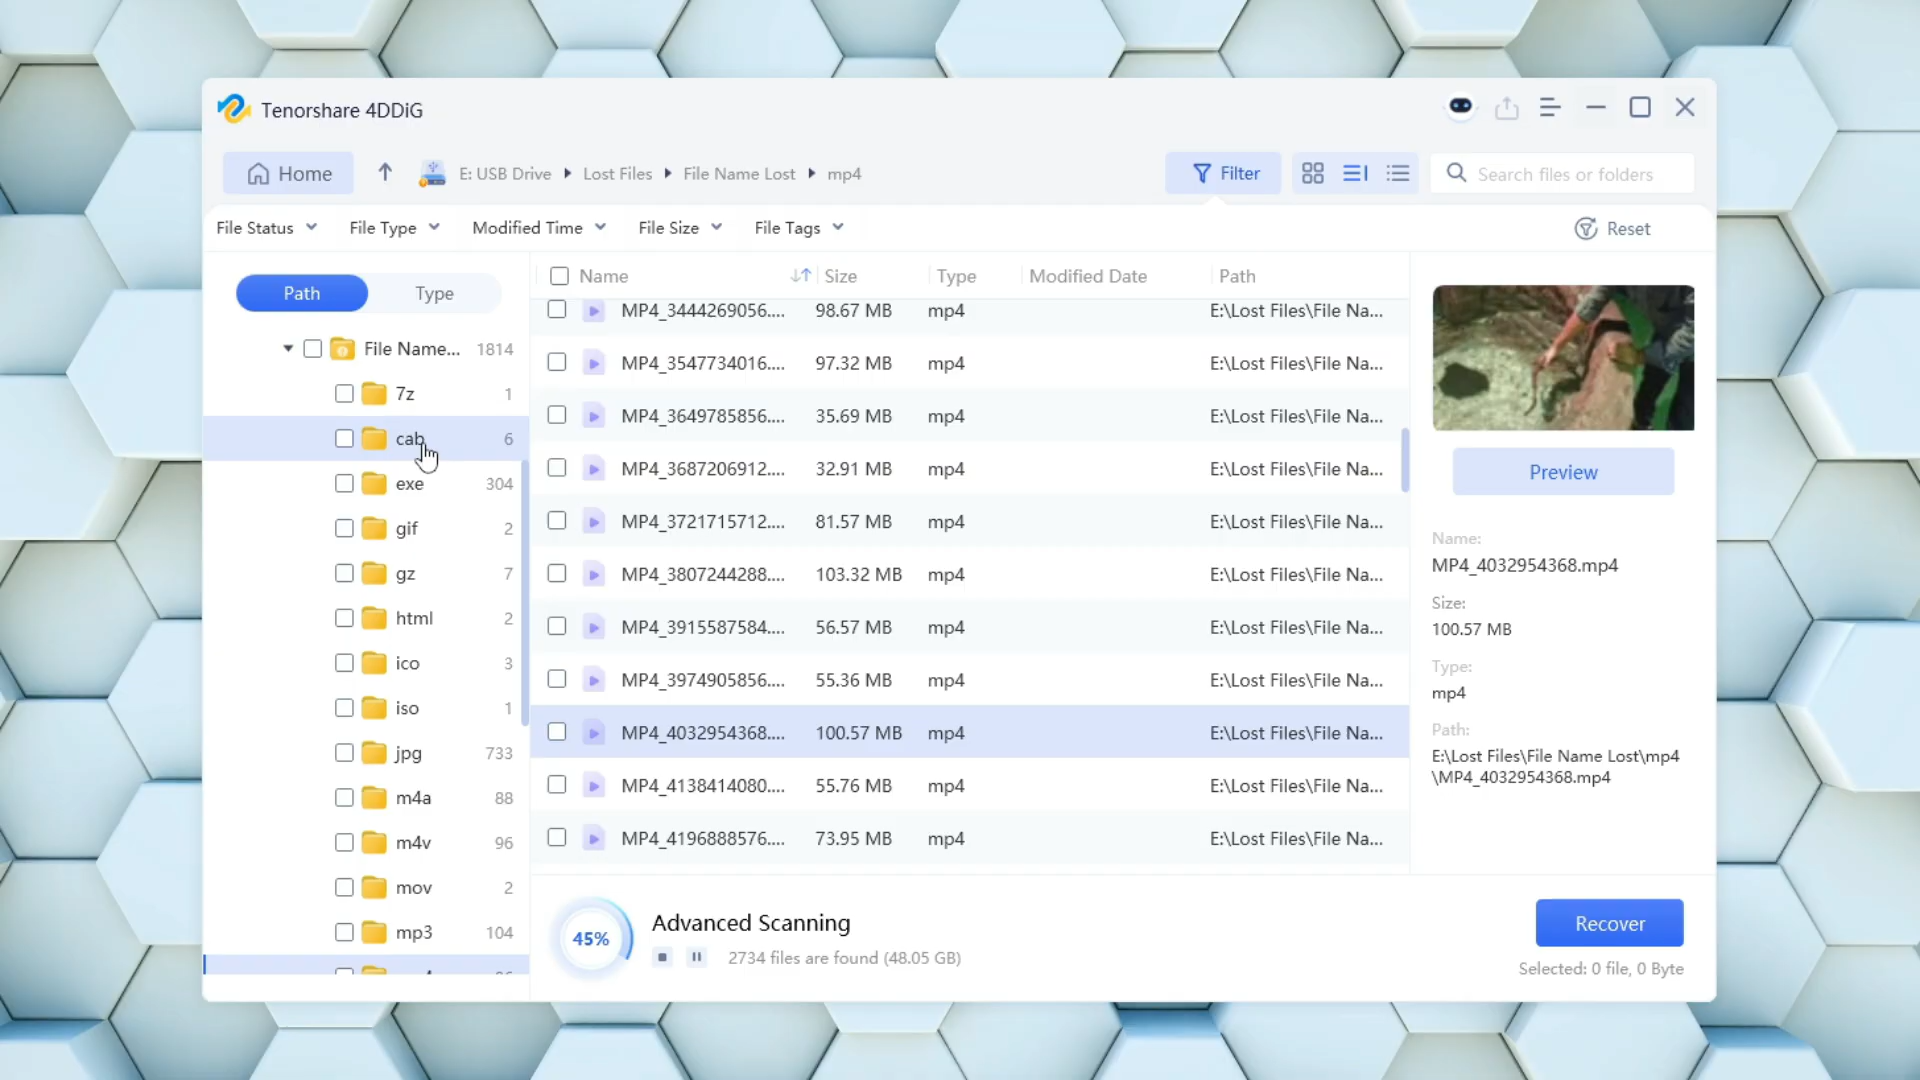 Tenorshare 4DDiG
Home
E: USB Drive
Lost Files
File Name Lost
mp4
Filter
Search files or folders
File Status
File Type
Modified Time
File Size
File Tags
Reset
Path
Type
File Name... 1814
7z 1
cab 6
exe 304
gif 2
gz 7
html 2
ico 3
iso 1
jpg 733
m4a 88
m4v 96
mov 2
mp3 104
Name Size Type Modified Date Path
MP4_3444269056.... 98.67 MB mp4 E:\Lost Files\File Na...
MP4_3547734016.... 97.32 MB mp4 E:\Lost Files\File Na...
MP4_3649785856.... 35.69 MB mp4 E:\Lost Files\File Na...
MP4_3687206912.... 32.91 MB mp4 E:\Lost Files\File Na...
MP4_3721715712.... 81.57 MB mp4 E:\Lost Files\File Na...
MP4_3807244288.... 103.32 MB mp4 E:\Lost Files\File Na...
MP4_3915587584.... 56.57 MB mp4 E:\Lost Files\File Na...
MP4_3974905856.... 55.36 MB mp4 E:\Lost Files\File Na...
MP4_4032954368.... 100.57 MB mp4 E:\Lost Files\File Na...
MP4_4138414080.... 55.76 MB mp4 E:\Lost Files\File Na...
MP4_4196888576.... 73.95 MB mp4 E:\Lost Files\File Na...
Preview
Name:
MP4_4032954368.mp4
Size:
100.57 MB
Type:
mp4
Path:
E:\Lost Files\File Name Lost\mp4
\MP4_4032954368.mp4
45%
Advanced Scanning
2734 files are found (48.05 GB)
Recover
Selected: 0 file, 0 Byte